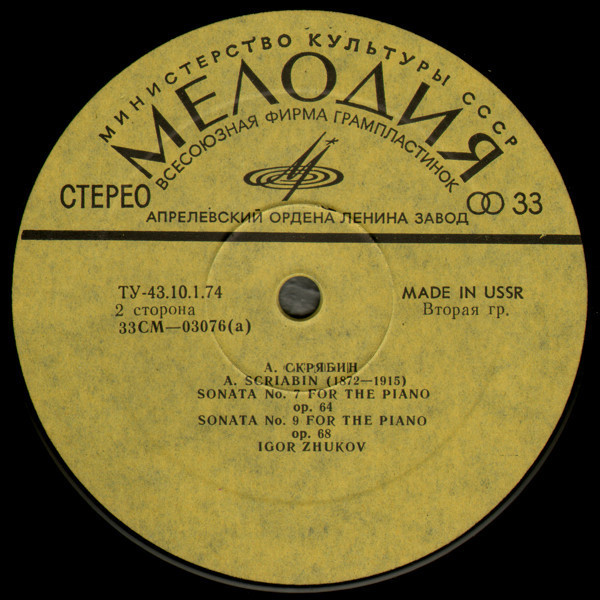 МИНИСТЕРСТВО КУЛЬТУРЫ СССР
МЕЛОДИЯ
ВСЕСОЮЗНАЯ ФИРМА ГРАМПЛАСТИНОК
СТЕРЕО
33
АПРЕЛЕВСКИЙ ОРДЕНА ЛЕНИНА ЗАВОД
ТУ-43.10.1.74
MADE IN USSR
2 сторона
Вторая гр.
33СМ—03076(а)
А. СКРЯБИН
A. SCRIABIN (1872—1915)
SONATA No. 7 FOR THE PIANO
op. 64
SONATA No. 9 FOR THE PIANO
op. 68
IGOR ZHUKOV